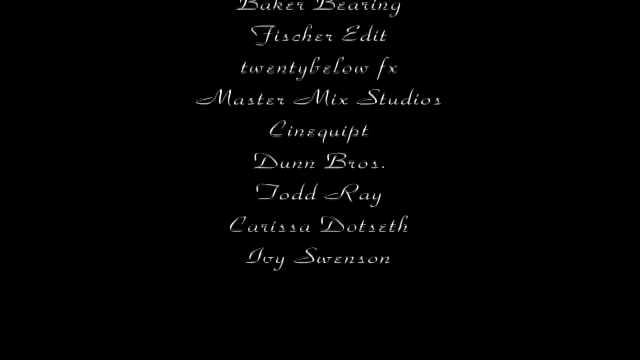 Baker Bearing
Fischer Edit
twentybelow fx
Master Mix Studios
Cinequipt
Dunn Bros.
Todd Ray
Carissa Dotseth
Ivy Swenson